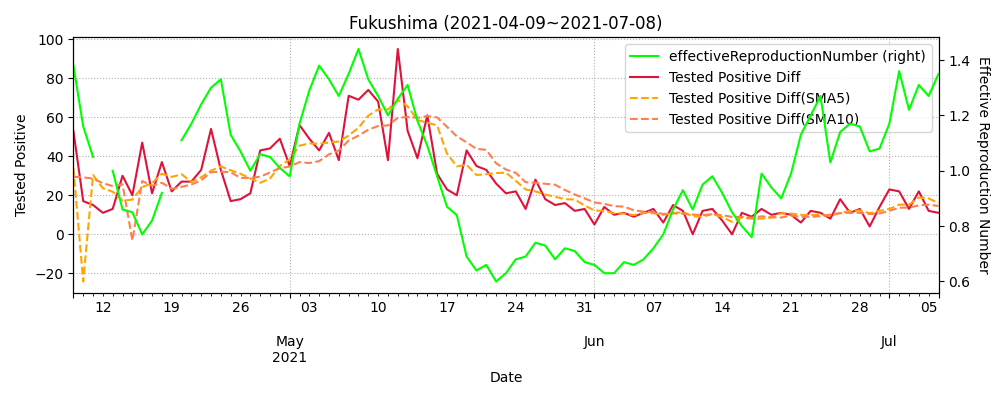 Fukushima (2021-04-09~2021-07-08)
100
80
60
40
20
0
−20
Tested Positive
effectiveReproductionNumber (right)
Tested Positive Diff
Tested Positive Diff(SMA5)
Tested Positive Diff(SMA10)
1.4
1.2
1.0
0.8
0.6
Effective Reproduction Number
12 19 26 03 10 17 24 31 07 14 21 28 05
May Jun Jul
2021
Date